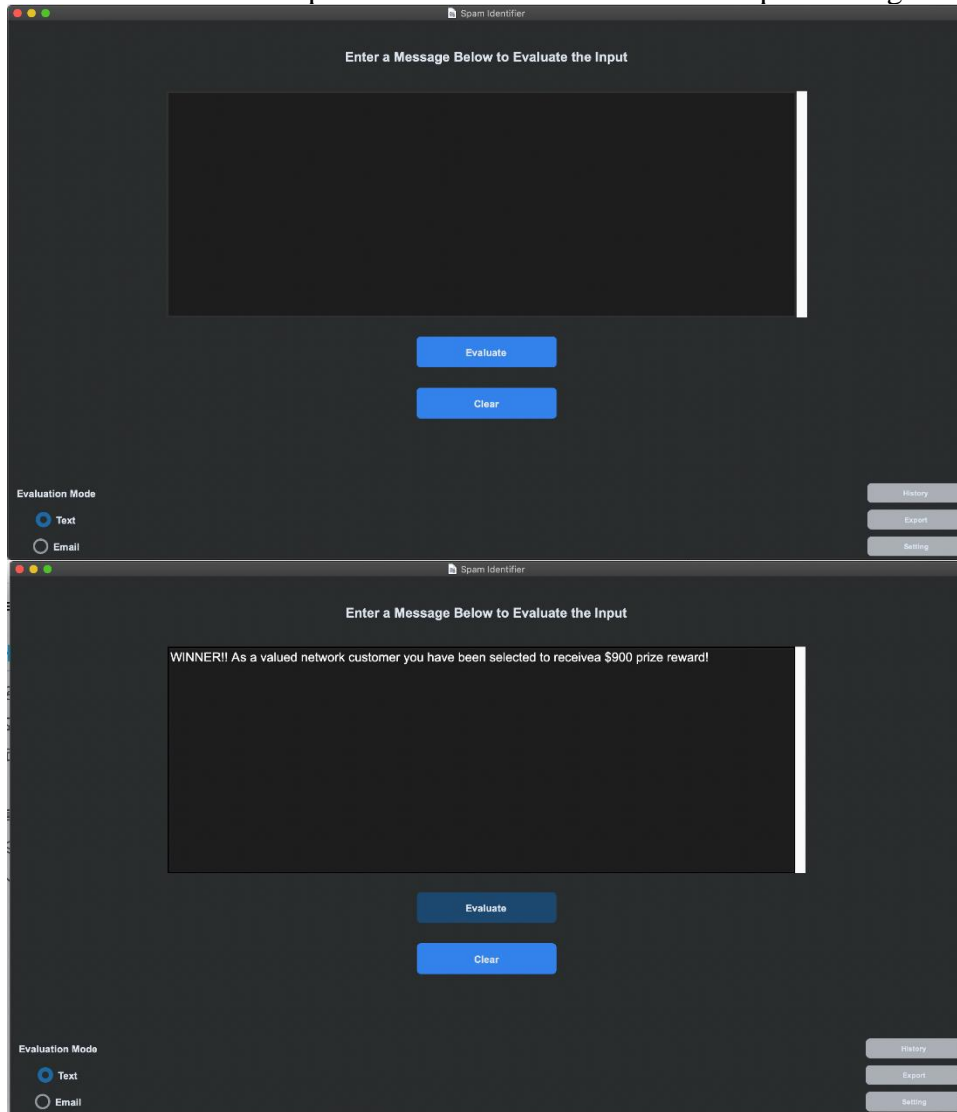 Spam Identifier
Enter a Message Below to Evaluate the Input
Evaluate
Clear
Evaluation Mode
Text
Email
History
Export
Setting
Spam Identifier
Enter a Message Below to Evaluate the Input
WINNER!! As a valued network customer you have been selected to receivea $900 prize reward!
Evaluate
Clear
Evaluation Mode
Text
Email
History
Export
Setting